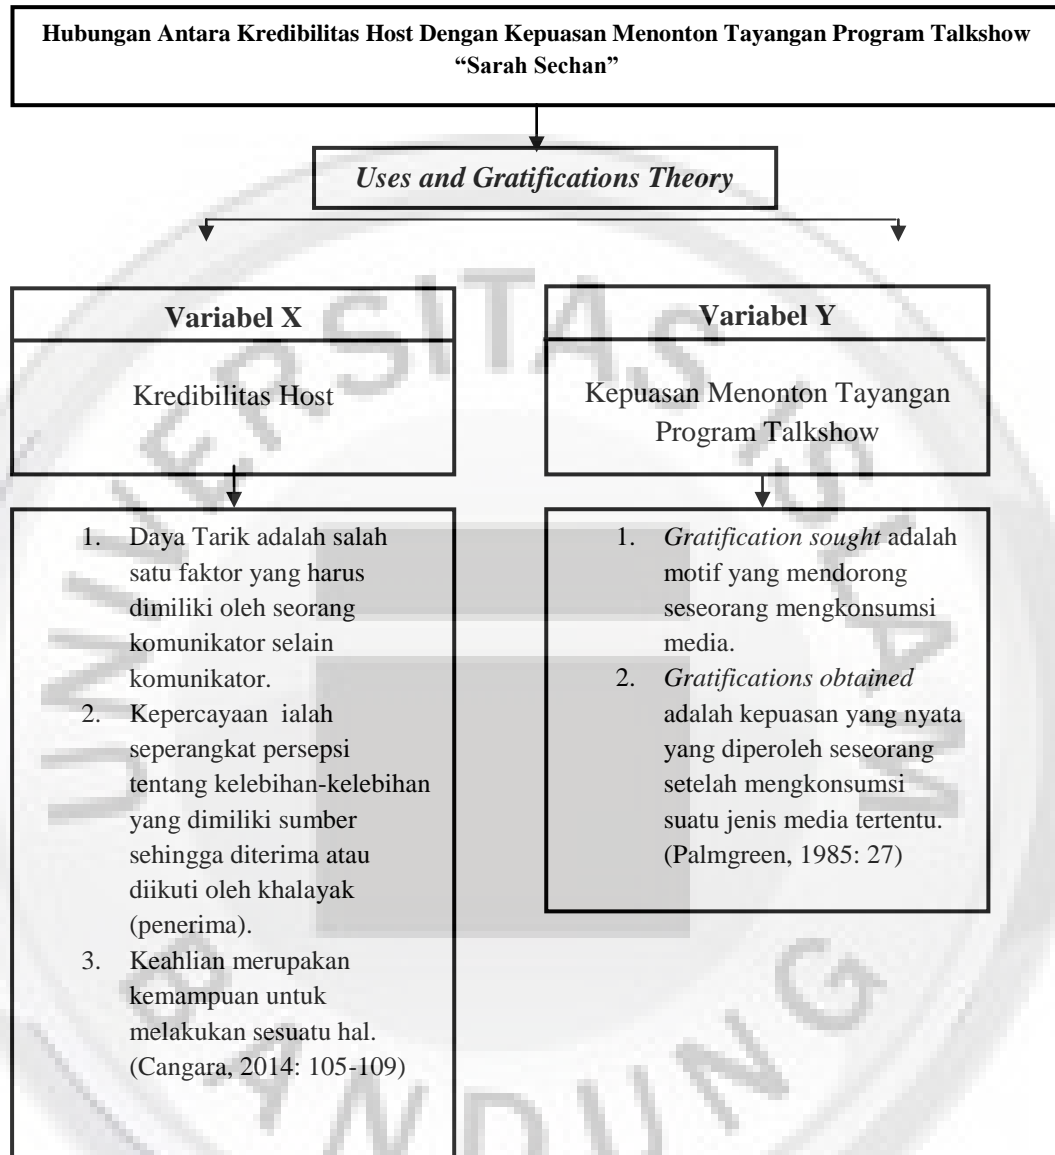 Hubungan Antara Kredibilitas Host Dengan Kepuasan Menonton Tayangan Program Talkshow
“Sarah Sechan”
Uses and Gratifications Theory
Variabel X
Kredibilitas Host
Variabel Y
Kepuasan Menonton Tayangan
Program Talkshow
1. Daya Tarik adalah salah
satu faktor yang harus
dimiliki oleh seorang
komunikator selain
komunikator.
2. Kepercayaan ialah
seperangkat persepsi
tentang kelebihan-kelebihan
yang dimiliki sumber
sehingga diterima atau
diikuti oleh khalayak
(penerima).
3. Keahlian merupakan
kemampuan untuk
melakukan sesuatu hal.
(Cangara, 2014: 105-109)
1. Gratification sought adalah
motif yang mendorong
seseorang mengkonsumsi
media.
2. Gratifications obtained
adalah kepuasan yang nyata
yang diperoleh seseorang
setelah mengkonsumsi
suatu jenis media tertentu.
(Palmgreen, 1985: 27)
UNIVERSITAS ISLAM
BANDUNG